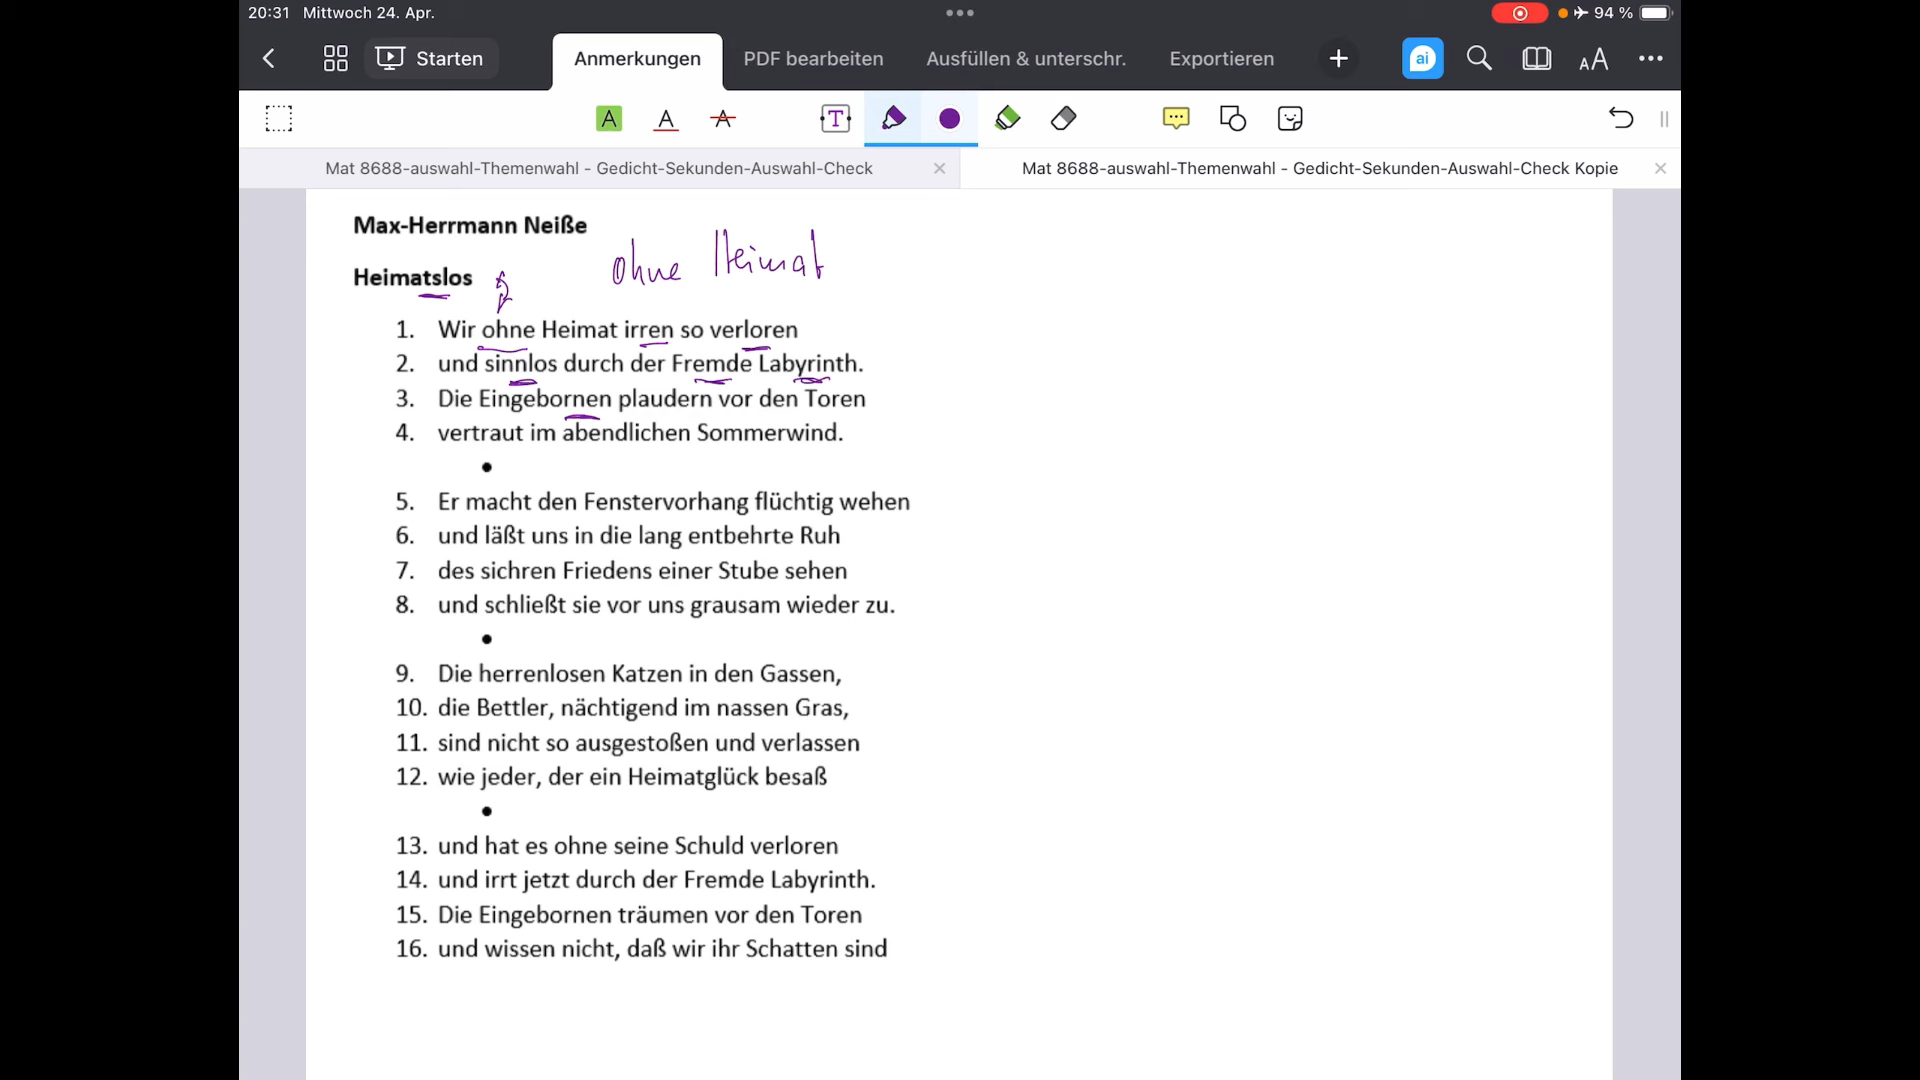 20:31 Mittwoch 24. Apr.
94 %
Starten
Anmerkungen
PDF bearbeiten
Ausfüllen & unterschr.
Exportieren
ai
AA
A A A T
Mat 8688-auswahl-Themenwahl - Gedicht-Sekunden-Auswahl-Check
Mat 8688-auswahl-Themenwahl - Gedicht-Sekunden-Auswahl-Check Kopie
Max-Herrmann Neiße
ohne Heimat
Heimatslos
1. Wir ohne Heimat irren so verloren
2. und sinnlos durch der Fremde Labyrinth.
3. Die Eingebornen plaudern vor den Toren
4. vertraut im abendlichen Sommerwind.
5. Er macht den Fenstervorhang flüchtig wehen
6. und läßt uns in die lang entbehrte Ruh
7. des sichren Friedens einer Stube sehen
8. und schließt sie vor uns grausam wieder zu.
9. Die herrenlosen Katzen in den Gassen,
10. die Bettler, nächtigend im nassen Gras,
11. sind nicht so ausgestoßen und verlassen
12. wie jeder, der ein Heimatglück besaß
13. und hat es ohne seine Schuld verloren
14. und irrt jetzt durch der Fremde Labyrinth.
15. Die Eingebornen träumen vor den Toren
16. und wissen nicht, daß wir ihr Schatten sind